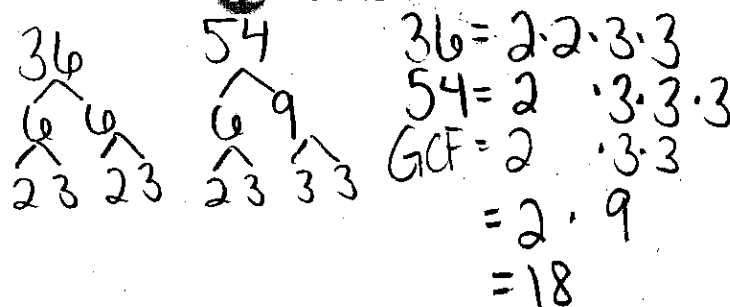 36
6 6
2 3 2 3
54
6 9
2 3 3 3
36 = 2·2·3·3
54 = 2 ·3·3·3
GCF = 2 ·3·3
= 2 · 9
= 18